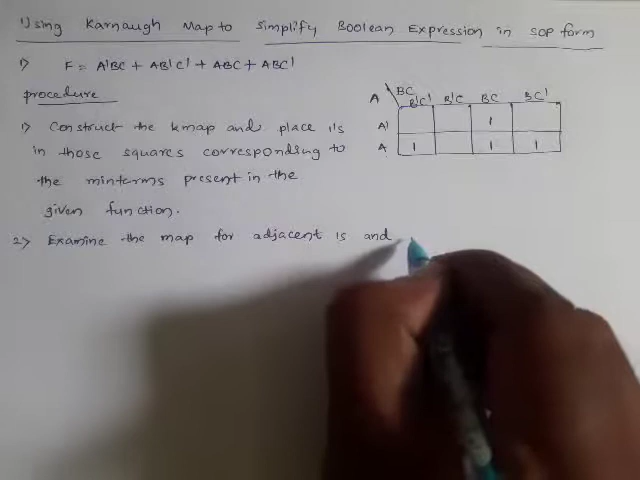 1) Using Karnaugh Map to simplify Boolean Expression in SOP form
1) F = A'BC + AB'C' + ABC + ABC'
procedure
1) Construct the kmap and place 1's
in those squares corresponding to
the minterms present in the
given function.
2) Examine the map for adjacent 1s and
A \ BC
B'C' B'C BC BC'
A' 1
A 1 1 1